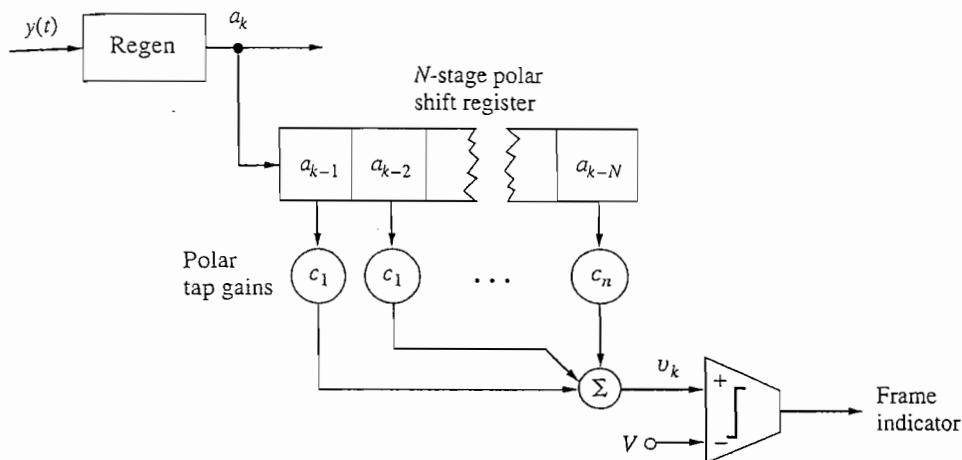 y(t)
a_k
Regen
N-stage polar
shift register
a_{k−1}
a_{k−2}
a_{k−N}
Polar
tap gains
c_1
c_1
...
c_n
Σ
v_k
+
−
V
Frame
indicator